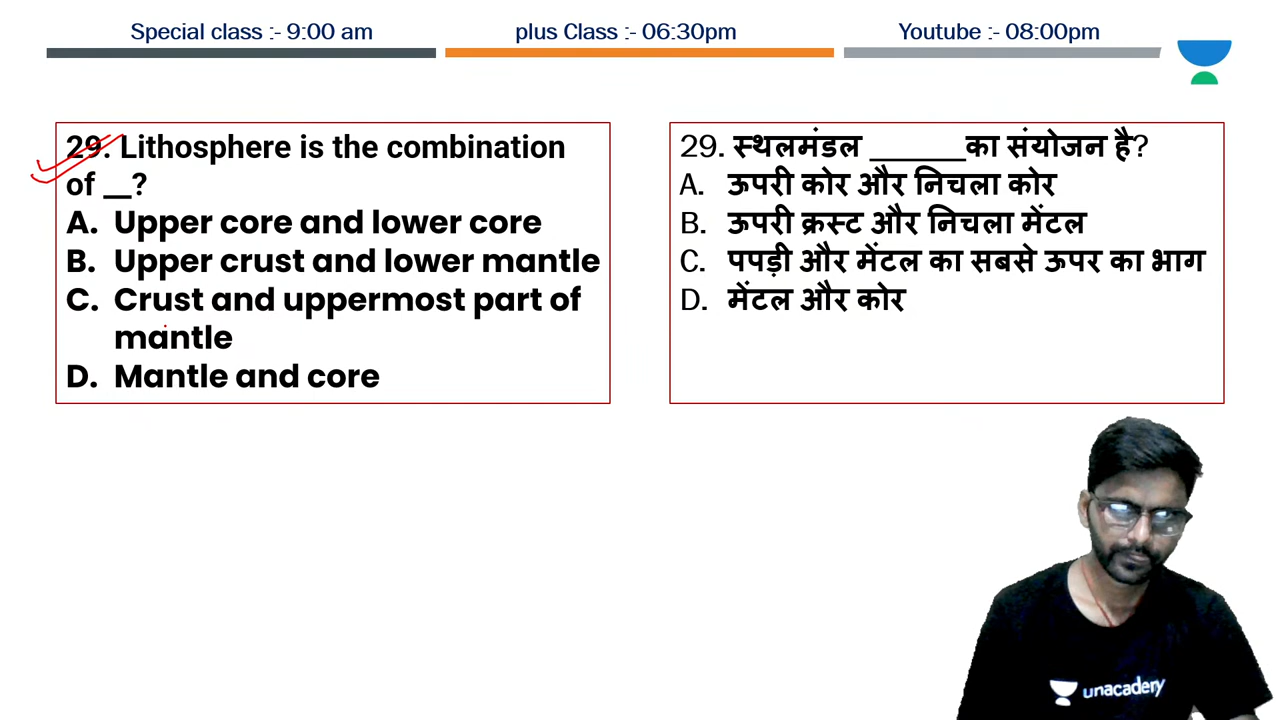 Special class :- 9:00 am
plus Class :- 06:30pm
Youtube :- 08:00pm
29. Lithosphere is the combination
of __?
A. Upper core and lower core
B. Upper crust and lower mantle
C. Crust and uppermost part of
mantle
D. Mantle and core
29. स्थलमंडल ______का संयोजन है?
A. ऊपरी कोर और निचला कोर
B. ऊपरी क्रस्ट और निचला मेंटल
C. पपड़ी और मेंटल का सबसे ऊपर का भाग
D. मेंटल और कोर
unacademy